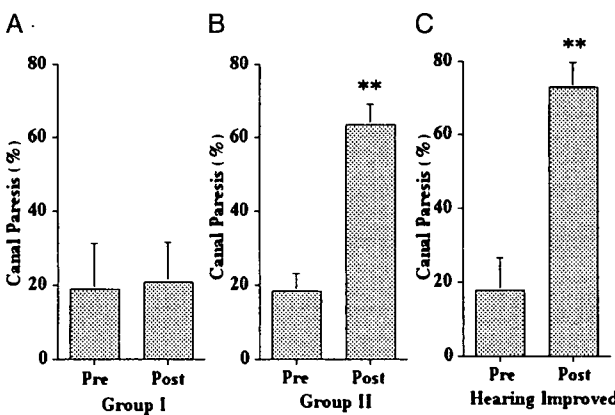 A
80
60
40
20
0
Canal Paresis (%)
Pre Post
Group I
B
**
80
60
40
20
0
Canal Paresis (%)
Pre Post
Group II
C
**
80
60
40
20
0
Canal Paresis (%)
Pre Post
Hearing Improved